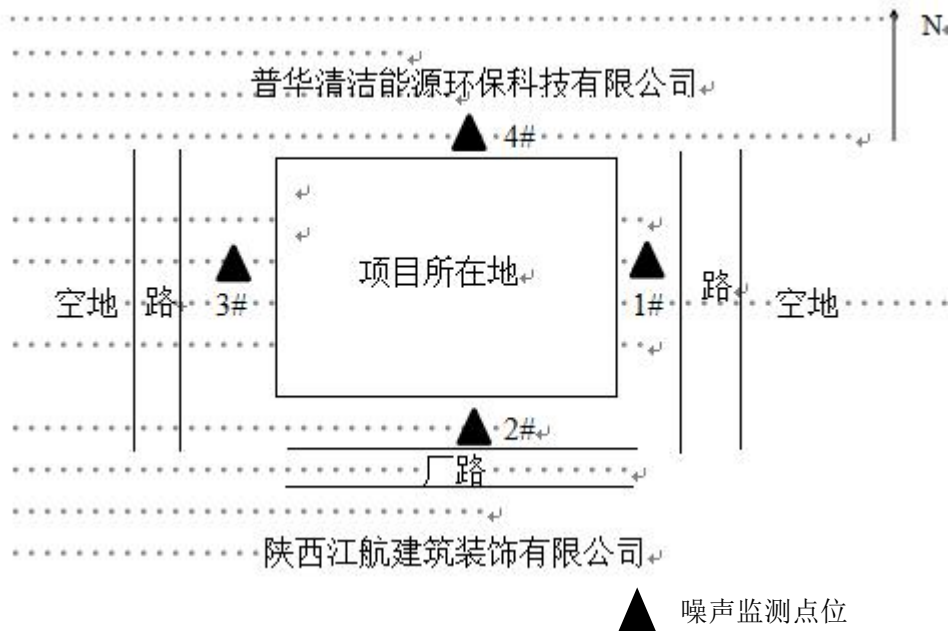 N
普华清洁能源环保科技有限公司
4#
项目所在地
空地 路 3# 1# 路 空地
2#
厂路
陕西江航建筑装饰有限公司
噪声监测点位